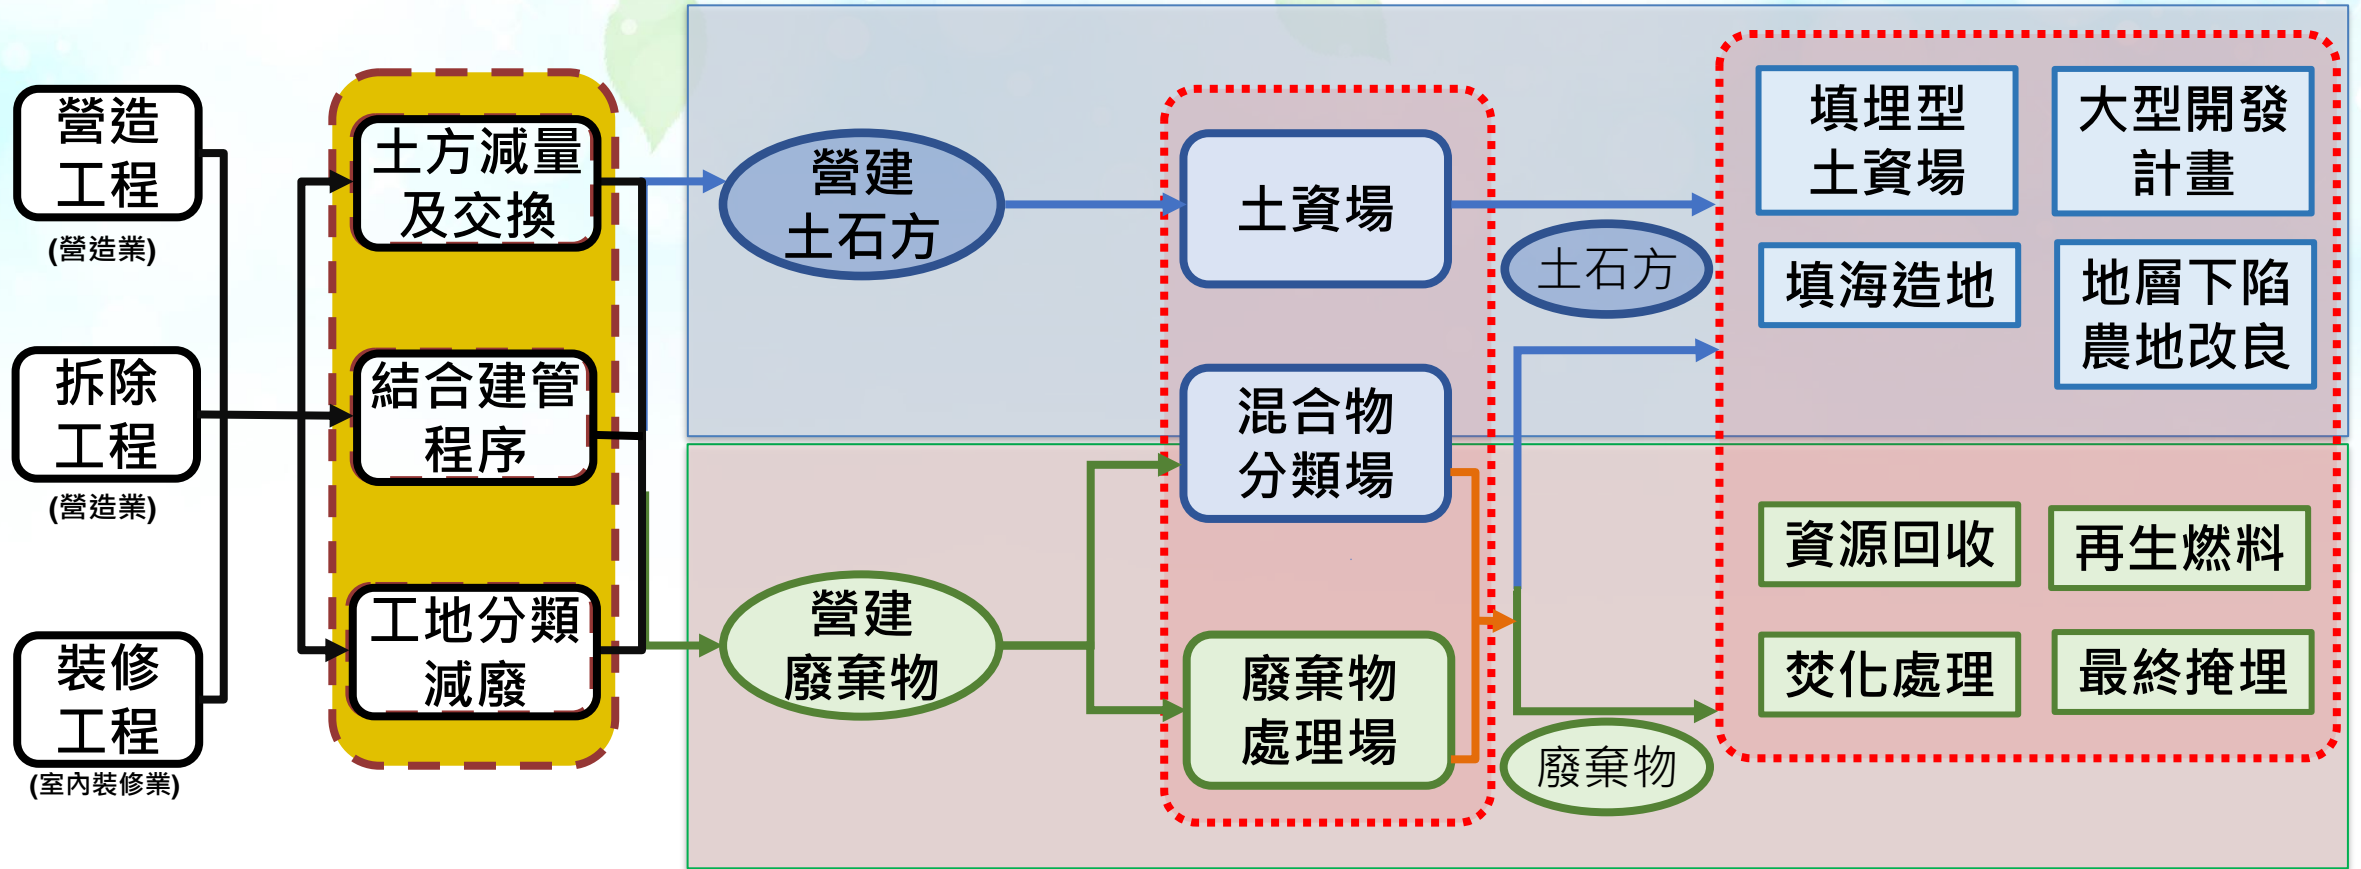 營造
工程
(營造業)
拆除
工程
(營造業)
裝修
工程
(室內裝修業)
土方減量
及交換
結合建管
程序
工地分類
減廢
營建
土石方
營建
廢棄物
土資場
混合物
分類場
廢棄物
處理場
土石方
廢棄物
填埋型
土資場
大型開發
計畫
填海造地
地層下陷
農地改良
資源回收
再生燃料
焚化處理
最終掩埋